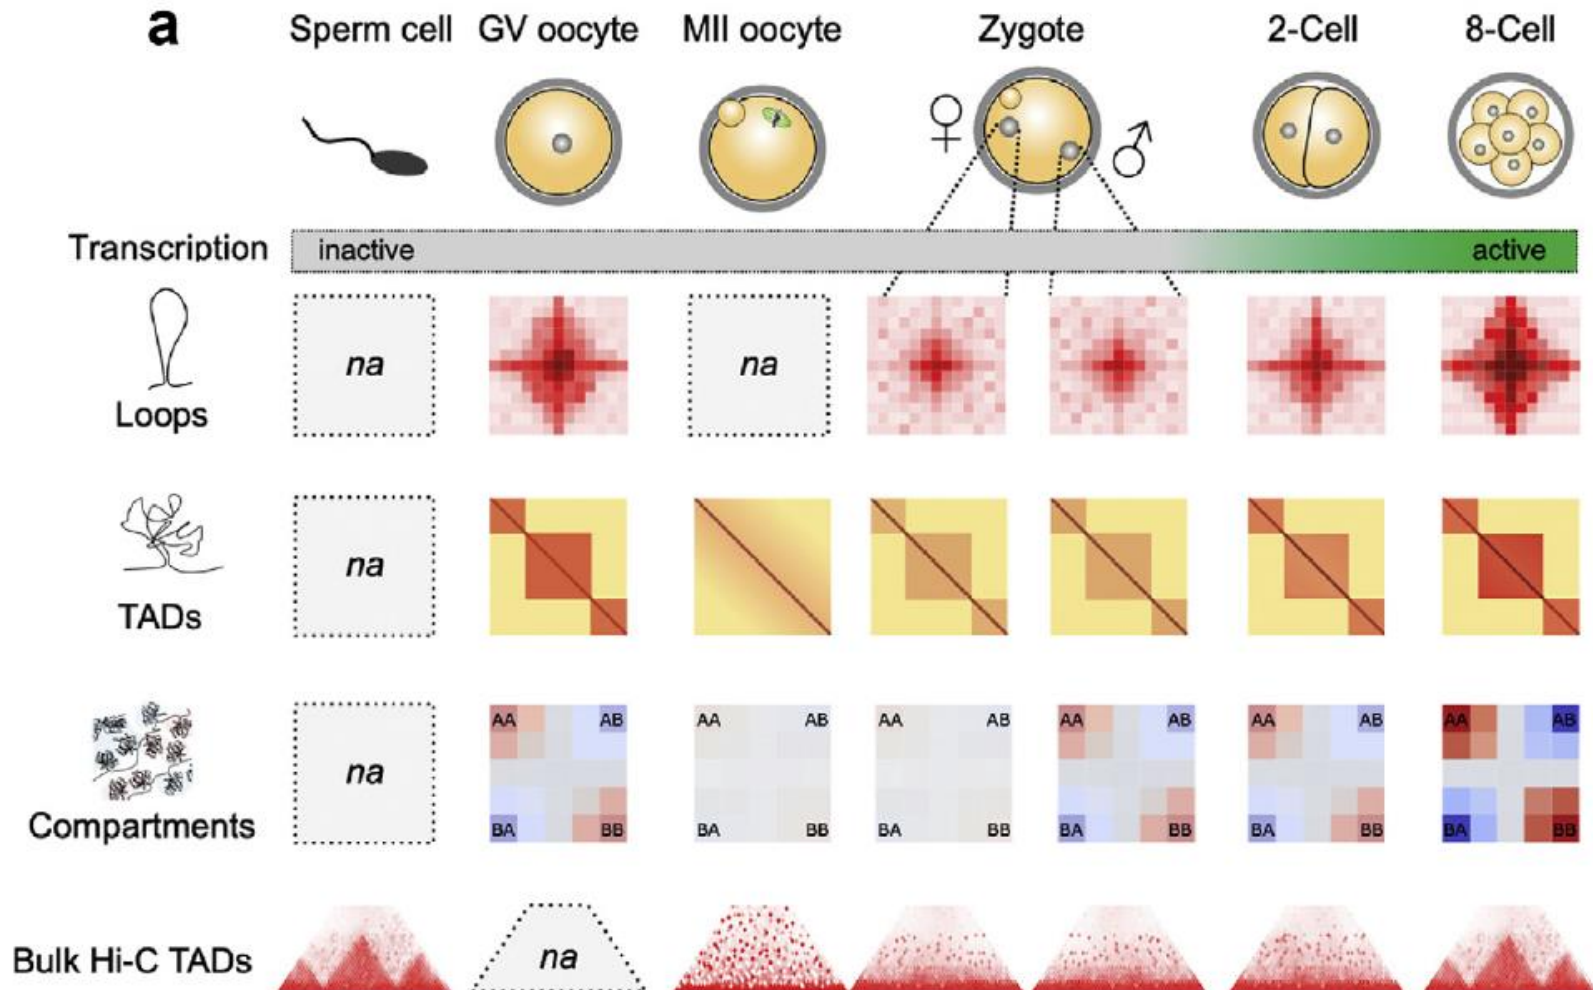 a
Sperm cell GV oocyte MII oocyte Zygote 2-Cell 8-Cell
♀ ♂
Transcription inactive active
na na
Loops
na
TADs
AA AB AA AB AA AB AA AB AA AB AA AB
na
BA BB BA BB BA BB BA BB BA BB BA BB
Compartments
Bulk Hi-C TADs na